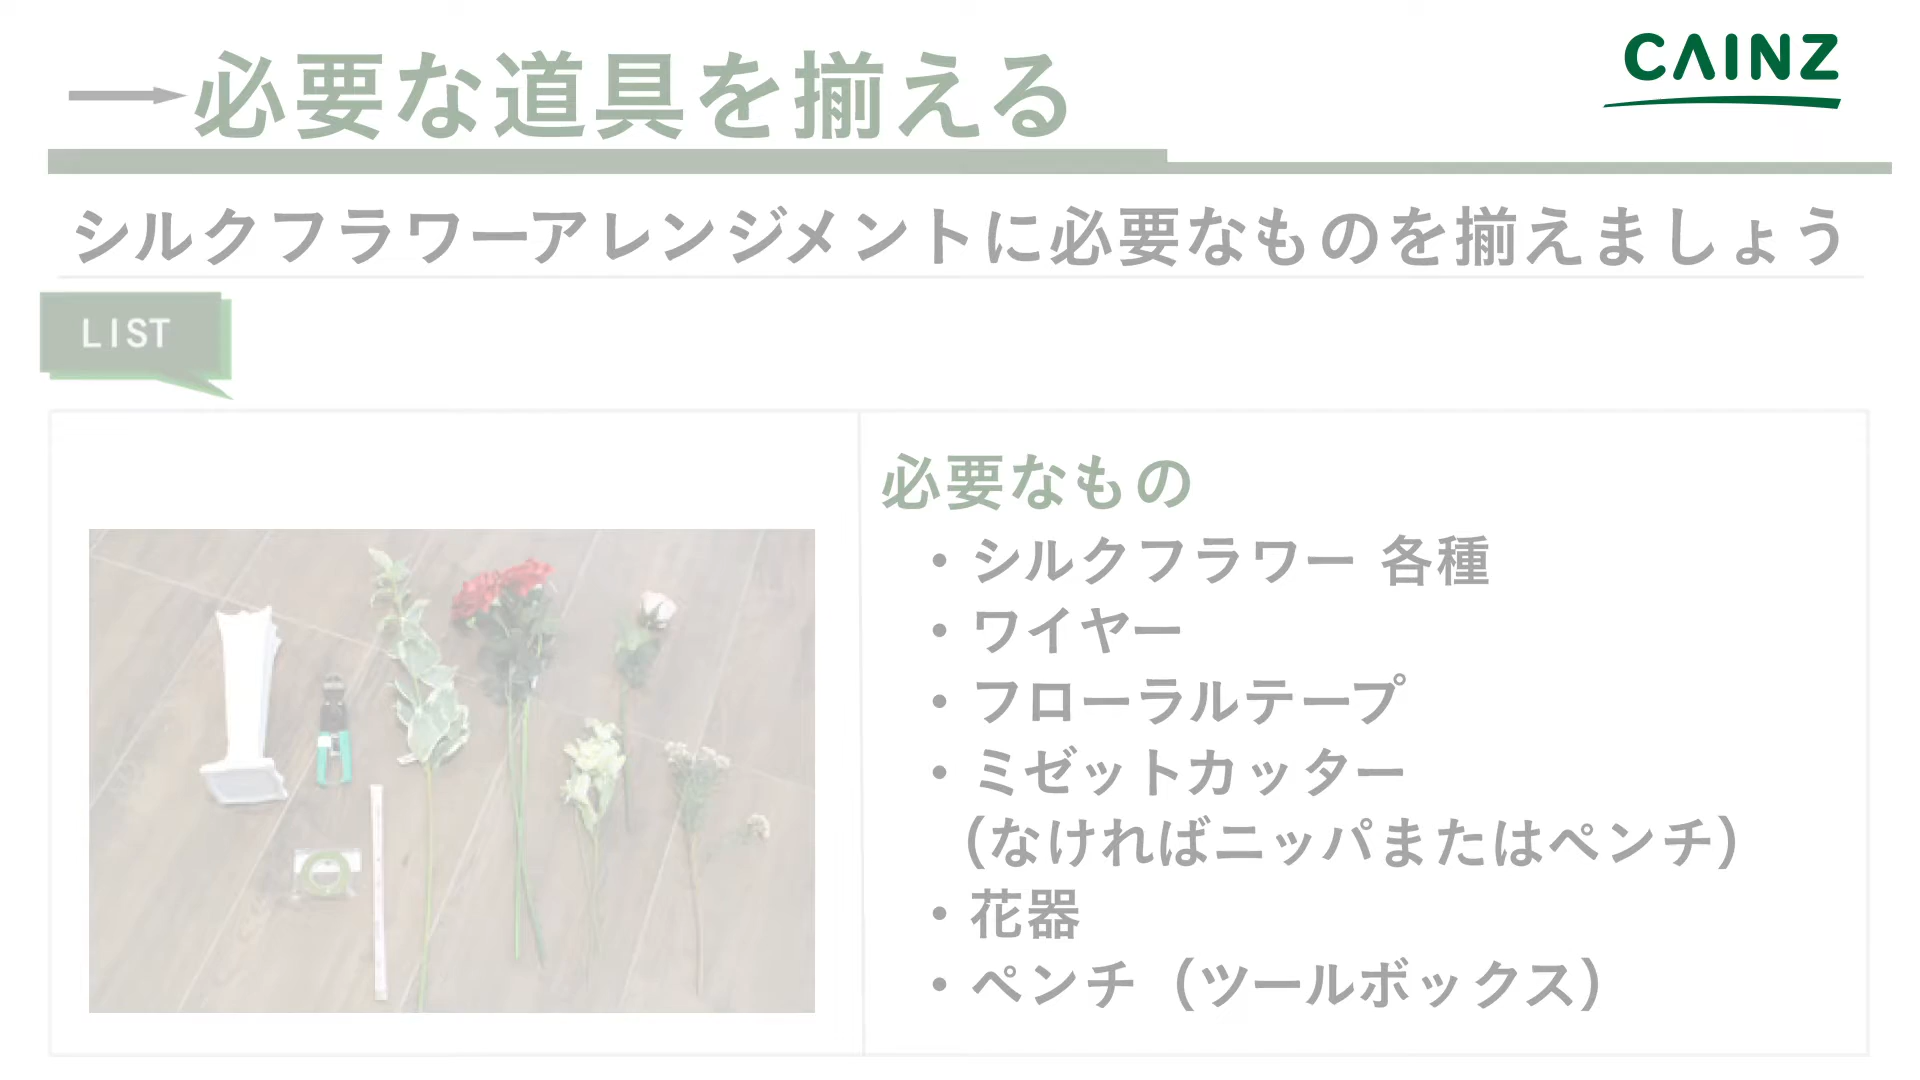 必要な道具を揃える
CAINZ
シルクフラワーアレンジメントに必要なものを揃えましょう
LIST
必要なもの
・シルクフラワー 各種
・ワイヤー
・フローラルテープ
・ミゼットカッター
(なければニッパまたはペンチ)
・花器
・ペンチ（ツールボックス）